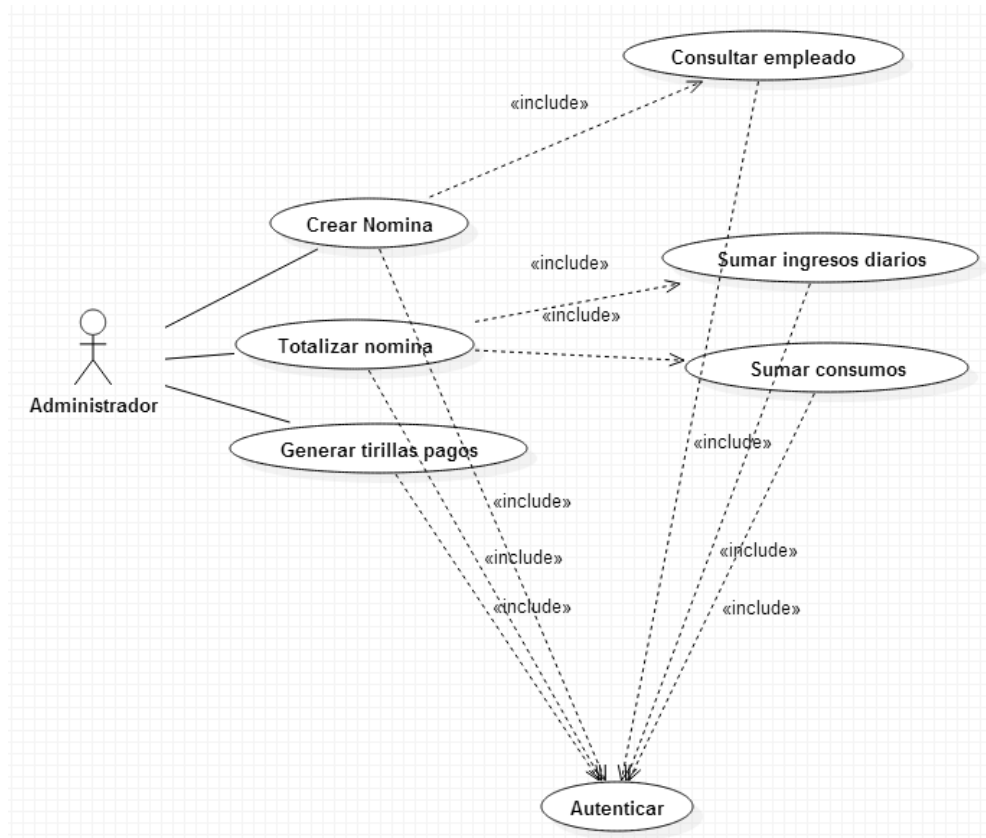 Consultar empleado
«include»
Crear Nomina
Sumar ingresos diarios
«include»
«include»
Totalizar nomina
Sumar consumos
Administrador
Generar tirillas pagos
«include»
«include»
«include»
«include»
«include»
«include»
Autenticar